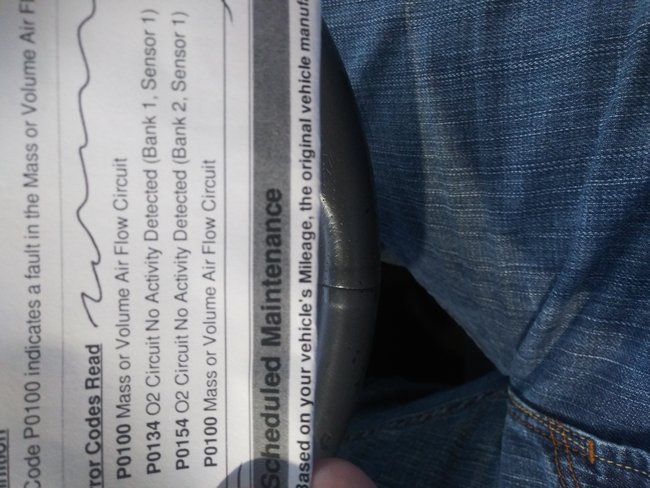 Code P0100 indicates a fault in the Mass or Volume Air
rror Codes Read
P0100 Mass or Volume Air Flow Circuit
P0134 O2 Circuit No Activity Detected (Bank 1, Sensor 1)
P0154 O2 Circuit No Activity Detected (Bank 2, Sensor 1)
P0100 Mass or Volume Air Flow Circuit
Scheduled Maintenance
Based on your vehicle's Mileage, the original vehicle manuf